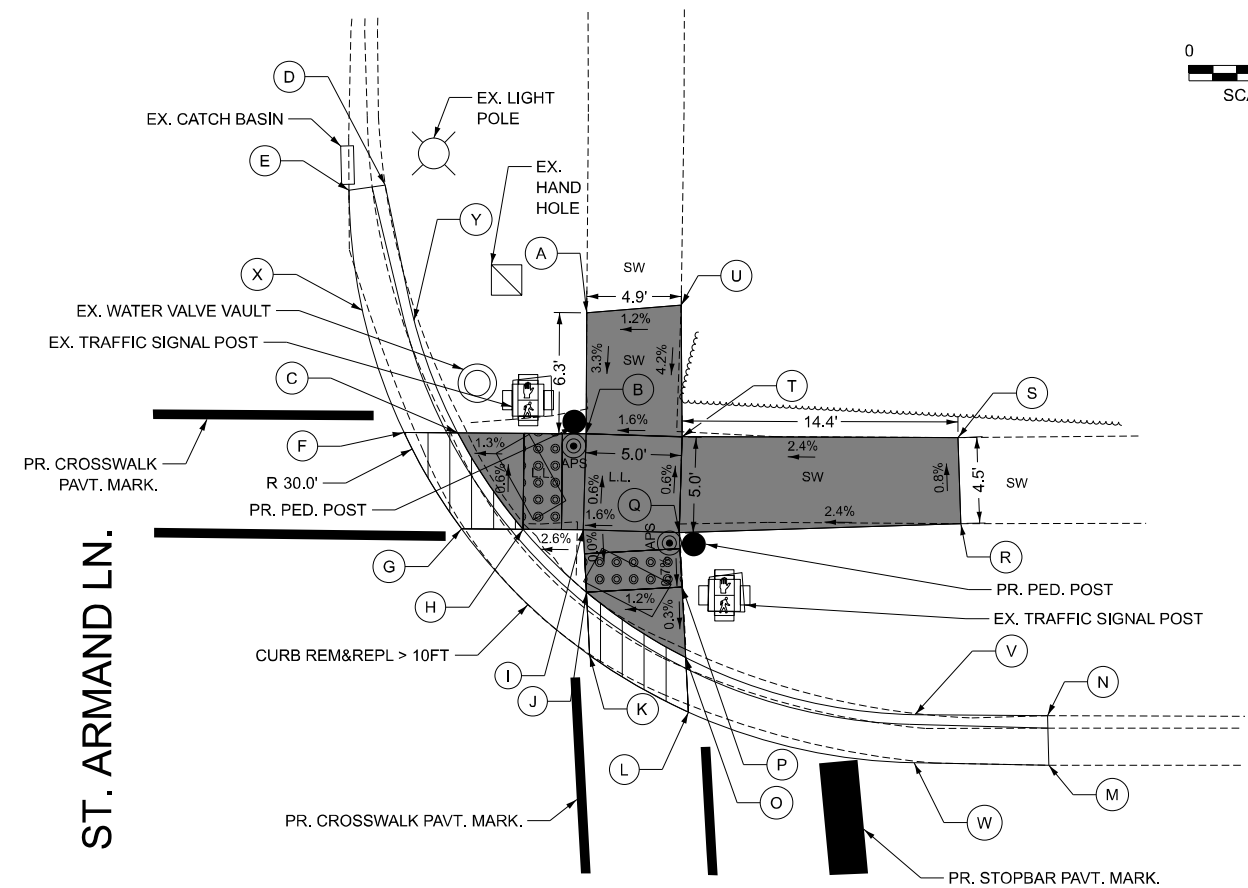 0
SCA
D
EX. LIGHT
POLE
EX. CATCH BASIN
E
EX.
HAND
HOLE
Y
A
SW
U
4.9'
X
1.2%
EX. WATER VALVE VAULT
EX. TRAFFIC SIGNAL POST
6.3'
3.3%
SW
4.2%
C
B
T
S
14.4'
F
1.3%
1.6%
2.4%
PR. CROSSWALK
PAVT. MARK.
APS
5.0'
R 30.0'
0.6%
L.L.
0.6%
L.L.
0.6%
5.0'
SW
0.8%
4.5'
SW
PR. PED. POST
Q
1.6%
2.4%
2.6%
0.0%
APS
G
R
H
1.2%
0.7%
0.3%
PR. PED. POST
EX. TRAFFIC SIGNAL POST
CURB REM&REPL > 10FT
I
V
N
J
K
L
P
O
W
M
PR. CROSSWALK PAVT. MARK.
PR. STOPBAR PAVT. MARK.
ST. ARMAND LN.